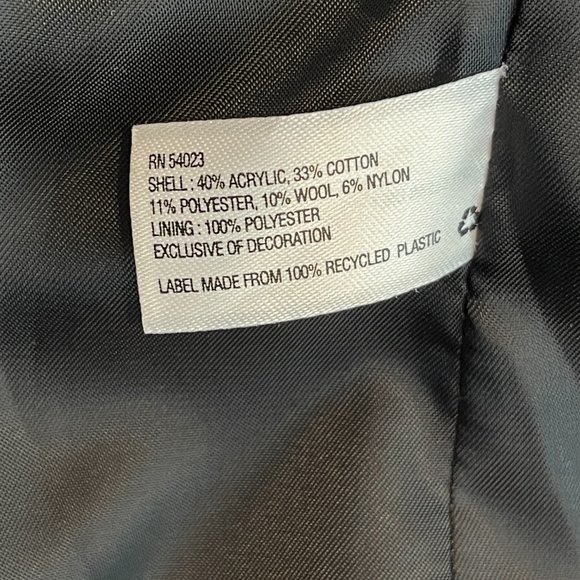 RN 54023
SHELL : 40% ACRYLIC, 33% COTTON
11% POLYESTER, 10% WOOL, 6% NYLON
LINING : 100% POLYESTER
EXCLUSIVE OF DECORATION
LABEL MADE FROM 100% RECYCLED PLASTIC